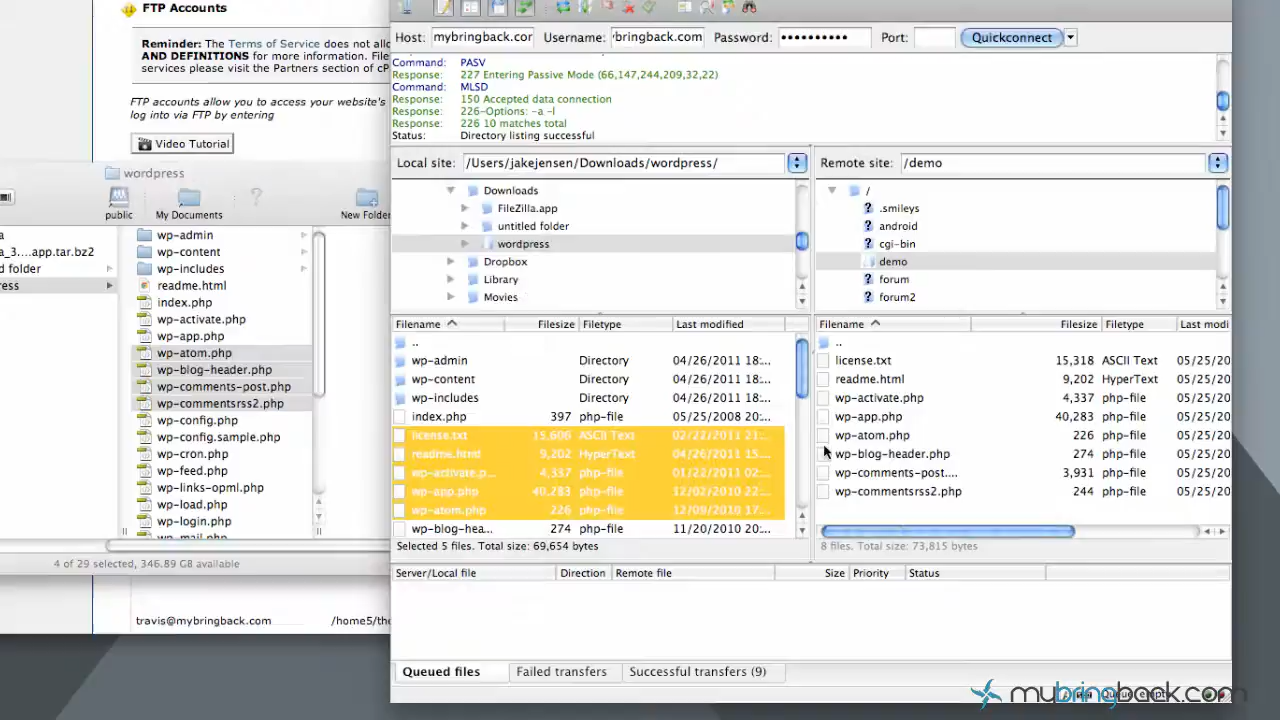 FTP Accounts
Reminder: The Terms of Service does not allo
AND DEFINITIONS for more information. File
services please visit the Partners section of cP
FTP accounts allow you to access your website's
log into via FTP by entering
Video Tutorial
wordpress
public
My Documents
New Folder
a
a_3....app.tar.bz2
d folder
ress
wp-admin
wp-content
wp-includes
readme.html
index.php
wp-activate.php
wp-app.php
wp-atom.php
wp-blog-header.php
wp-comments-post.php
wp-commentsrss2.php
wp-config.php
wp-config.sample.php
wp-cron.php
wp-feed.php
wp-links-opml.php
wp-load.php
wp-login.php
wp-mail.php
4 of 29 selected, 346.89 GB available
travis@mybringback.com /home5/the
Host: mybringback.com Username: ybringback.com Password: •••••••••• Port: Quickconnect
Command: PASV
Response: 227 Entering Passive Mode (66,147,244,209,32,22)
Command: MLSD
Response: 150 Accepted data connection
Response: 226-Options: -a -l
Response: 226 10 matches total
Status: Directory listing successful
Local site: /Users/jakejensen/Downloads/wordpress/
Downloads
FileZilla.app
untitled folder
wordpress
Dropbox
Library
Movies
Remote site: /demo
/
.smileys
android
cgi-bin
demo
forum
forum2
Filename Filesize Filetype Last modified
..
wp-admin Directory 04/26/2011 18:...
wp-content Directory 04/26/2011 18:...
wp-includes Directory 04/26/2011 18:...
index.php 397 php-file 05/25/2008 20:...
license.txt 15,606 ASCII Text 02/22/2011 21:...
readme.html 9,202 HyperText 04/26/2011 15:...
wp-activate.p... 4,337 php-file 01/22/2011 02:...
wp-app.php 40,283 php-file 12/02/2010 22:...
wp-atom.php 226 php-file 12/09/2010 17:...
wp-blog-hea... 274 php-file 11/20/2010 20:...
Selected 5 files. Total size: 69,654 bytes
Filename Filesize Filetype Last modi
..
license.txt 15,318 ASCII Text 05/25/20
readme.html 9,202 HyperText 05/25/20
wp-activate.php 4,337 php-file 05/25/20
wp-app.php 40,283 php-file 05/25/20
wp-atom.php 226 php-file 05/25/20
wp-blog-header.php 274 php-file 05/25/20
wp-comments-post.... 3,931 php-file 05/25/20
wp-commentsrss2.php 244 php-file 05/25/20
8 files. Total size: 73,815 bytes
Server/Local file Direction Remote file Size Priority Status
Queued files Failed transfers Successful transfers (9)
mybringback.com